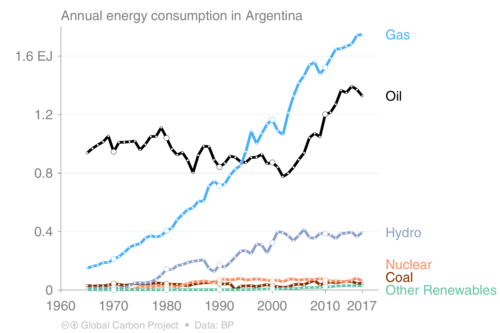 Annual energy consumption in Argentina
Gas
1.6 EJ
Oil
1.2
0.8
0.4
Hydro
Nuclear
Coal
0
Other Renewables
1960
1970
1980
1990
2000
2010
2017
Global Carbon Project • Data: BP